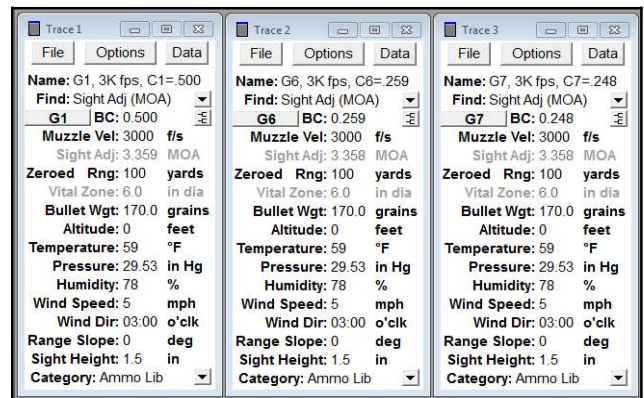 Trace 1
File Options Data
Name: G1, 3K fps, C1=.500
Find: Sight Adj (MOA)
G1 BC: 0.500
Muzzle Vel: 3000 f/s
Sight Adj: 3.359 MOA
Zeroed Rng: 100 yards
Vital Zone: 6.0 in dia
Bullet Wgt: 170.0 grains
Altitude: 0 feet
Temperature: 59 °F
Pressure: 29.53 in Hg
Humidity: 78 %
Wind Speed: 5 mph
Wind Dir: 03:00 o'clk
Range Slope: 0 deg
Sight Height: 1.5 in
Category: Ammo Lib
Trace 2
File Options Data
Name: G6, 3K fps, C6=.259
Find: Sight Adj (MOA)
G6 BC: 0.259
Muzzle Vel: 3000 f/s
Sight Adj: 3.358 MOA
Zeroed Rng: 100 yards
Vital Zone: 6.0 in dia
Bullet Wgt: 170.0 grains
Altitude: 0 feet
Temperature: 59 °F
Pressure: 29.53 in Hg
Humidity: 78 %
Wind Speed: 5 mph
Wind Dir: 03:00 o'clk
Range Slope: 0 deg
Sight Height: 1.5 in
Category: Ammo Lib
Trace 3
File Options Data
Name: G7, 3K fps, C7=.248
Find: Sight Adj (MOA)
G7 BC: 0.248
Muzzle Vel: 3000 f/s
Sight Adj: 3.358 MOA
Zeroed Rng: 100 yards
Vital Zone: 6.0 in dia
Bullet Wgt: 170.0 grains
Altitude: 0 feet
Temperature: 59 °F
Pressure: 29.53 in Hg
Humidity: 78 %
Wind Speed: 5 mph
Wind Dir: 03:00 o'clk
Range Slope: 0 deg
Sight Height: 1.5 in
Category: Ammo Lib